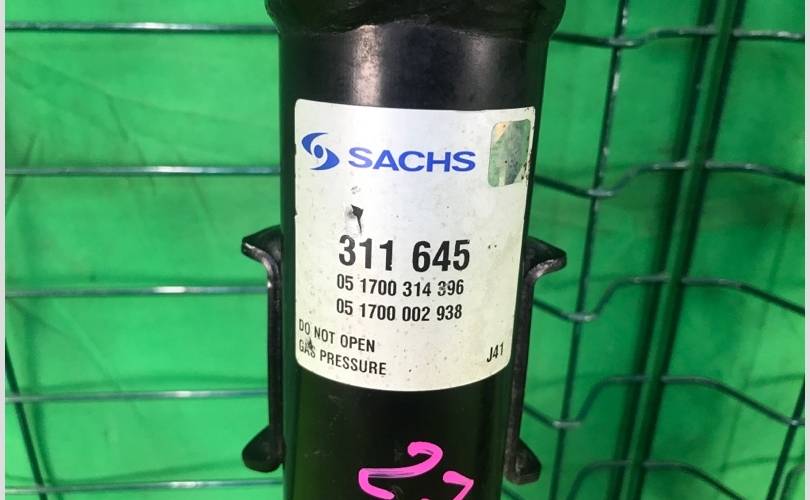 SACHS
311 645
05 1700 314 396
05 1700 002 938
DO NOT OPEN
GAS PRESSURE
J41